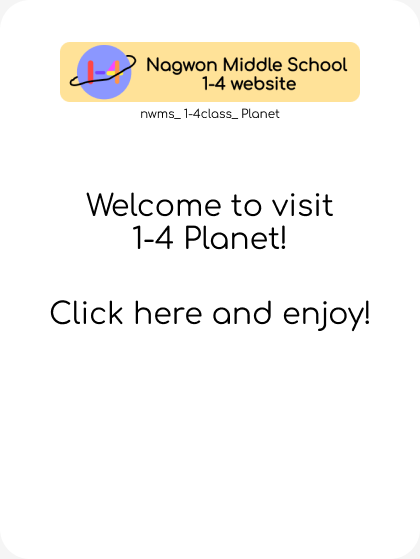 1-4
Nagwon Middle School
1-4 website
nwms_ 1-4class_ Planet
Welcome to visit
1-4 Planet!
Click here and enjoy!